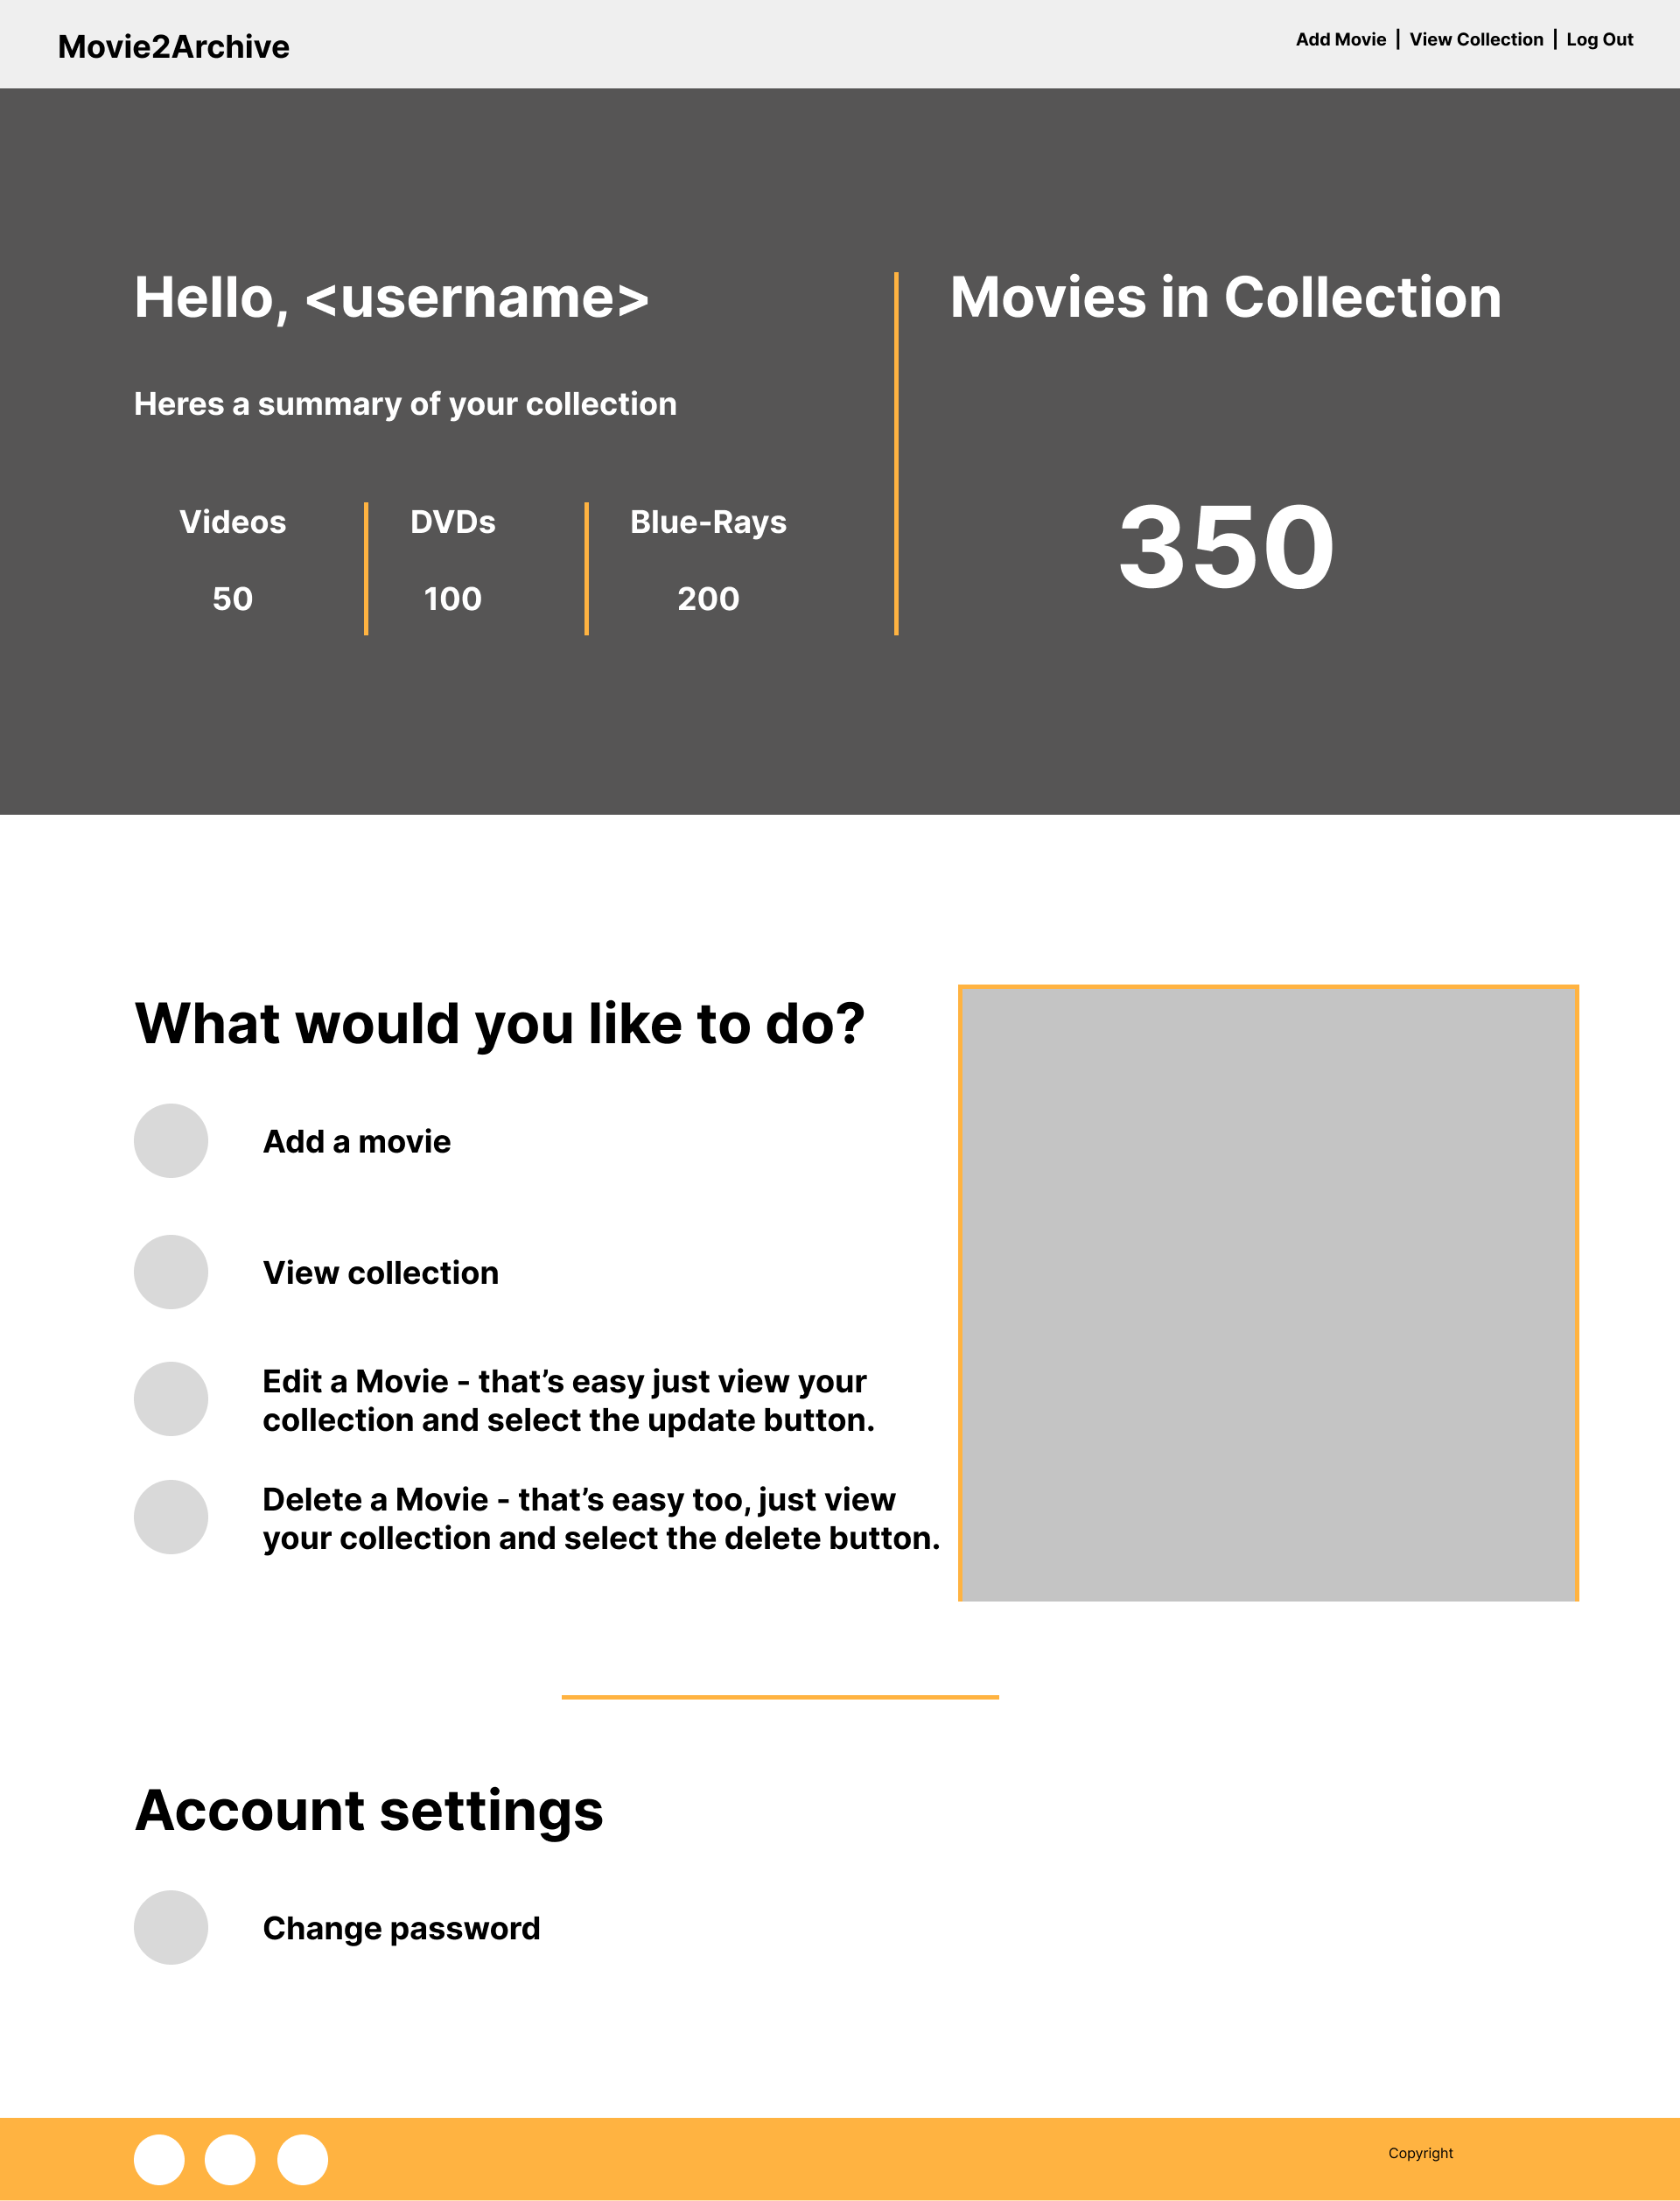 Movie2Archive
Add Movie | View Collection | Log Out
Hello, <username>
Heres a summary of your collection
Videos
50
DVDs
100
Blue-Rays
200
Movies in Collection
350
What would you like to do?
Add a movie
View collection
Edit a Movie - that’s easy just view your
collection and select the update button.
Delete a Movie - that’s easy too, just view
your collection and select the delete button.
Account settings
Change password
Copyright